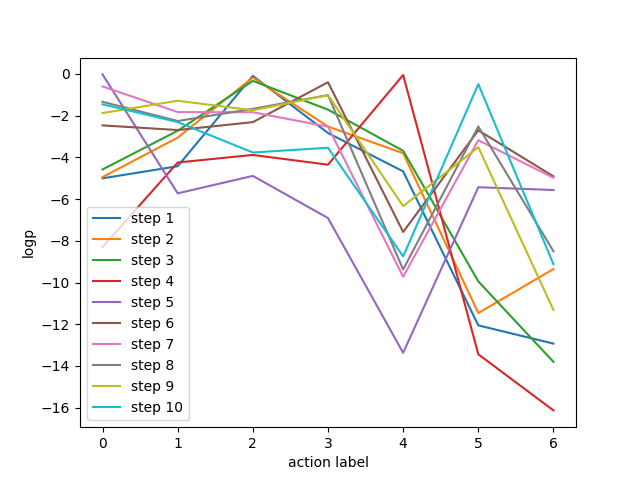 0
−2
−4
−6
−8
−10
−12
−14
−16
logp
step 1
step 2
step 3
step 4
step 5
step 6
step 7
step 8
step 9
step 10
0 1 2 3 4 5 6
action label